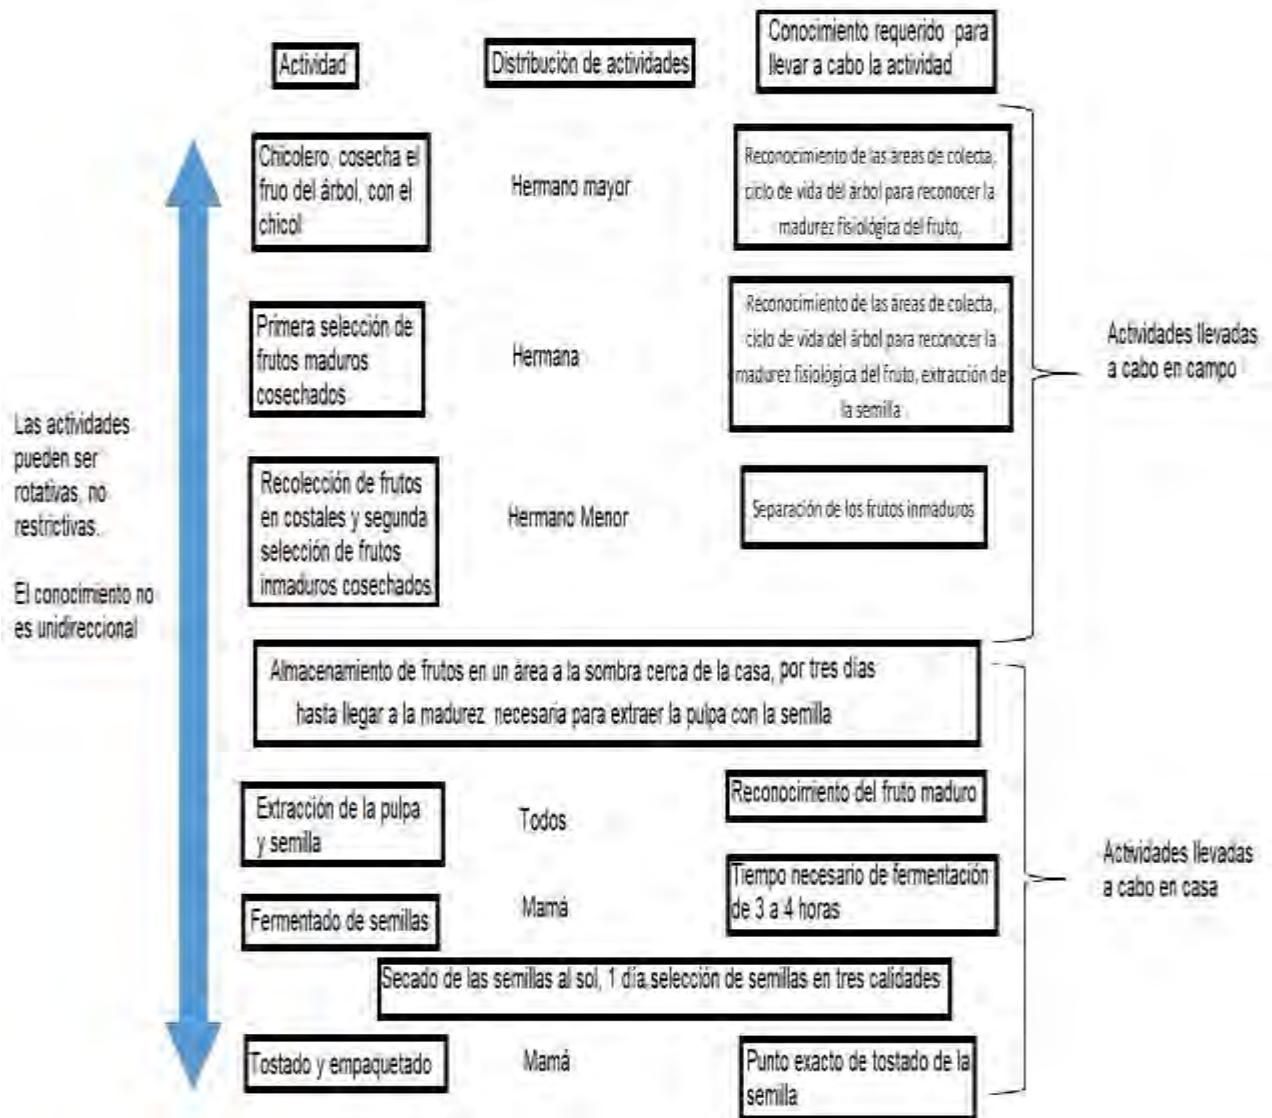 Actividad
Distribución de actividades
Conocimiento requerido para
llevar a cabo la actividad
Chicolero, cosecha el
fruo del árbol, con el
chicol
Hermano mayor
Reconocimiento de las áreas de colecta,
ciclo de vida del árbol para reconocer la
madurez fisiológica del fruto,
Primera selección de
frutos maduros
cosechados
Hermana
Reconocimiento de las áreas de colecta,
ciclo de vida del árbol para reconocer la
madurez fisiológica del fruto, extracción de
la semilla
Recolección de frutos
en costales y segunda
selección de frutos
inmaduros cosechados
Hermano Menor
Separación de los frutos inmaduros
Actividades llevadas
a cabo en campo
Las actividades
pueden ser
rotativas, no
restrictivas.
El conocimiento no
es unidireccional
Almacenamiento de frutos en un área a la sombra cerca de la casa, por tres días
hasta llegar a la madurez necesaria para extraer la pulpa con la semilla
Extracción de la pulpa
y semilla
Todos
Reconocimiento del fruto maduro
Fermentado de semillas
Mamá
Tiempo necesario de fermentación
de 3 a 4 horas
Secado de las semillas al sol, 1 día,selección de semillas en tres calidades
Tostado y empaquetado
Mamá
Punto exacto de tostado de la
semilla
Actividades llevadas
a cabo en casa